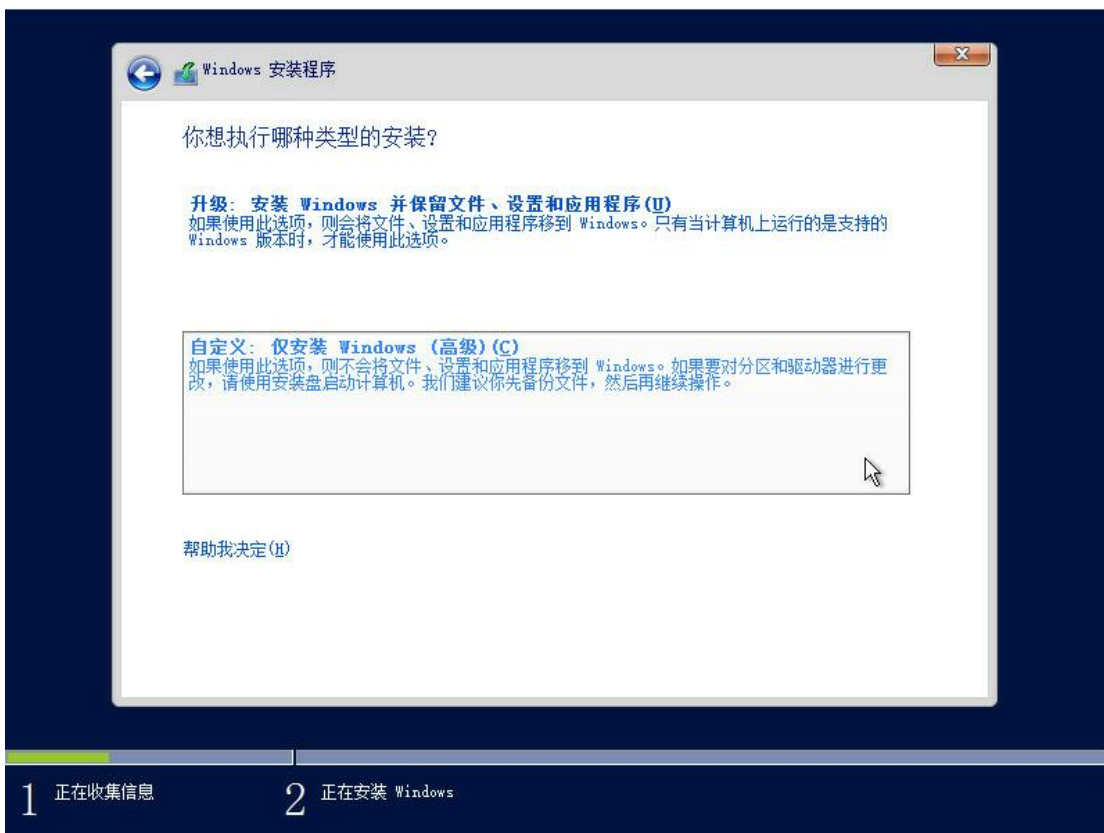 Windows 安装程序
你想执行哪种类型的安装?
升级: 安装 Windows 并保留文件、设置和应用程序(U)
如果使用此选项，则会将文件、设置和应用程序移到 Windows。只有当计算机上运行的是支持的
Windows 版本时，才能使用此选项。
自定义: 仅安装 Windows (高级)(C)
如果使用此选项，则不会将文件、设置和应用程序移到 Windows。如果要对分区和驱动器进行更
改，请使用安装盘启动计算机。我们建议你先备份文件，然后再继续操作。
帮助我决定(H)
1 正在收集信息
2 正在安装 Windows